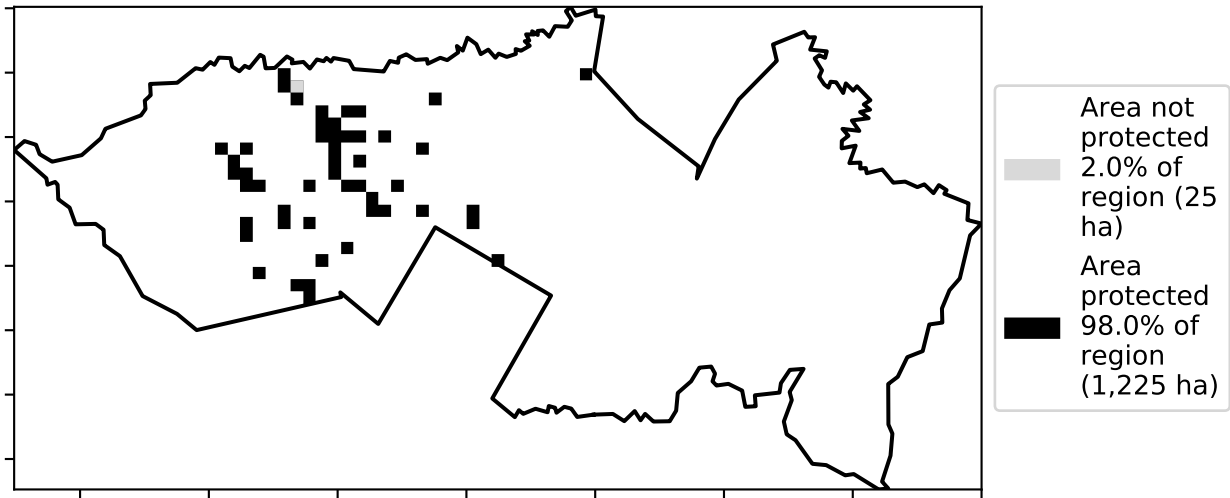 Area not
protected
2.0% of
region (25
ha)
Area
protected
98.0% of
region
(1,225 ha)